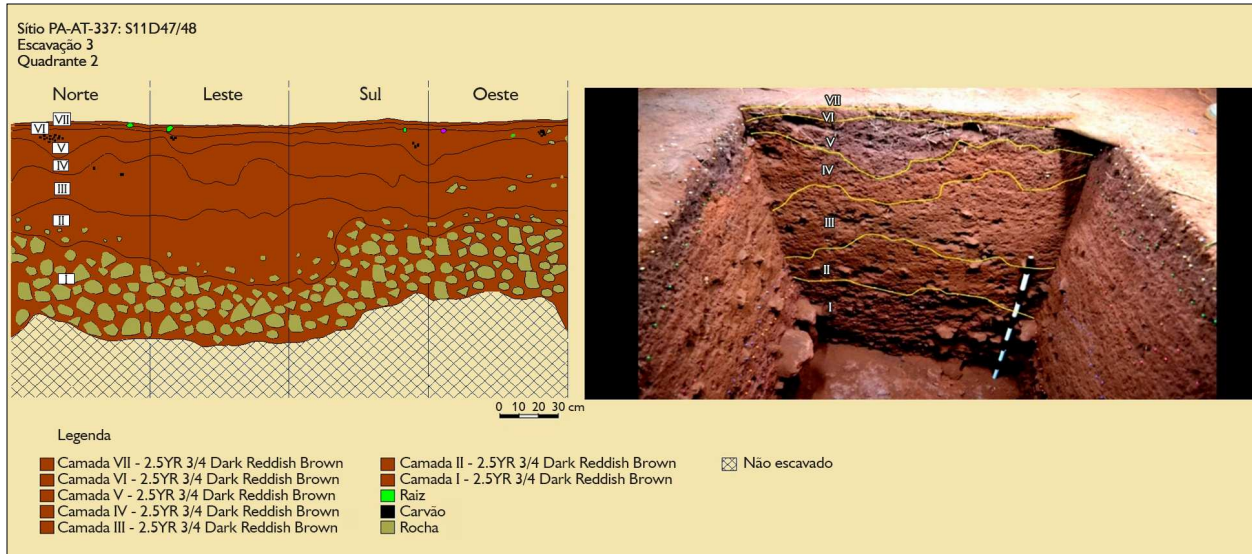 Sítio PA-AT-337: S11D47/48
Escavação 3
Quadrante 2
Norte
Leste
Sul
Oeste
VII
VI
V
IV
III
II
I
VII
VI
V
IV
III
II
I
0 10 20 30 cm
Legenda
Camada VII - 2.5YR 3/4 Dark Reddish Brown
Camada VI - 2.5YR 3/4 Dark Reddish Brown
Camada V - 2.5YR 3/4 Dark Reddish Brown
Camada IV - 2.5YR 3/4 Dark Reddish Brown
Camada III - 2.5YR 3/4 Dark Reddish Brown
Camada II - 2.5YR 3/4 Dark Reddish Brown
Camada I - 2.5YR 3/4 Dark Reddish Brown
Raiz
Carvão
Rocha
Não escavado